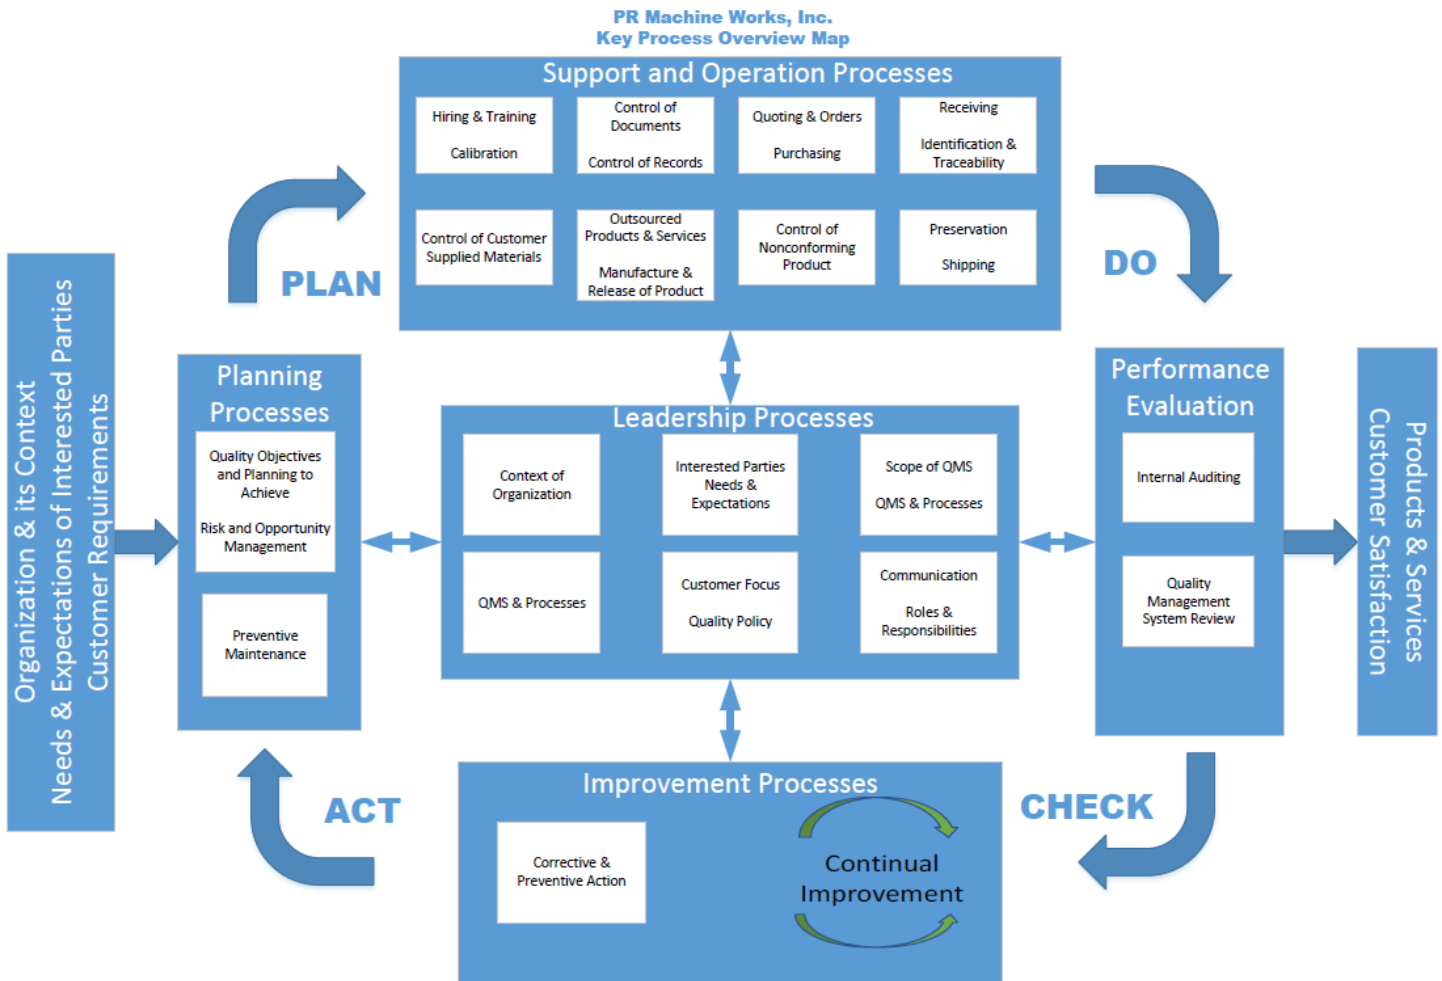 PR Machine Works, Inc.
Key Process Overview Map
Support and Operation Processes
Hiring & Training
Calibration
Control of
Documents
Control of Records
Quoting & Orders
Purchasing
Receiving
Identification &
Traceability
Control of Customer
Supplied Materials
Outsourced
Products & Services
Manufacture &
Release of Product
Control of
Nonconforming
Product
Preservation
Shipping
PLAN
DO
Organization & its Context
Needs & Expectations of Interested Parties
Customer Requirements
Planning
Processes
Quality Objectives
and Planning to
Achieve
Risk and Opportunity
Management
Preventive
Maintenance
Leadership Processes
Context of
Organization
Interested Parties
Needs &
Expectations
Scope of QMS
QMS & Processes
QMS & Processes
Customer Focus
Quality Policy
Communication
Roles &
Responsibilities
Performance
Evaluation
Internal Auditing
Quality
Management
System Review
Products & Services
Customer Satisfaction
ACT
CHECK
Improvement Processes
Corrective &
Preventive Action
Continual
Improvement